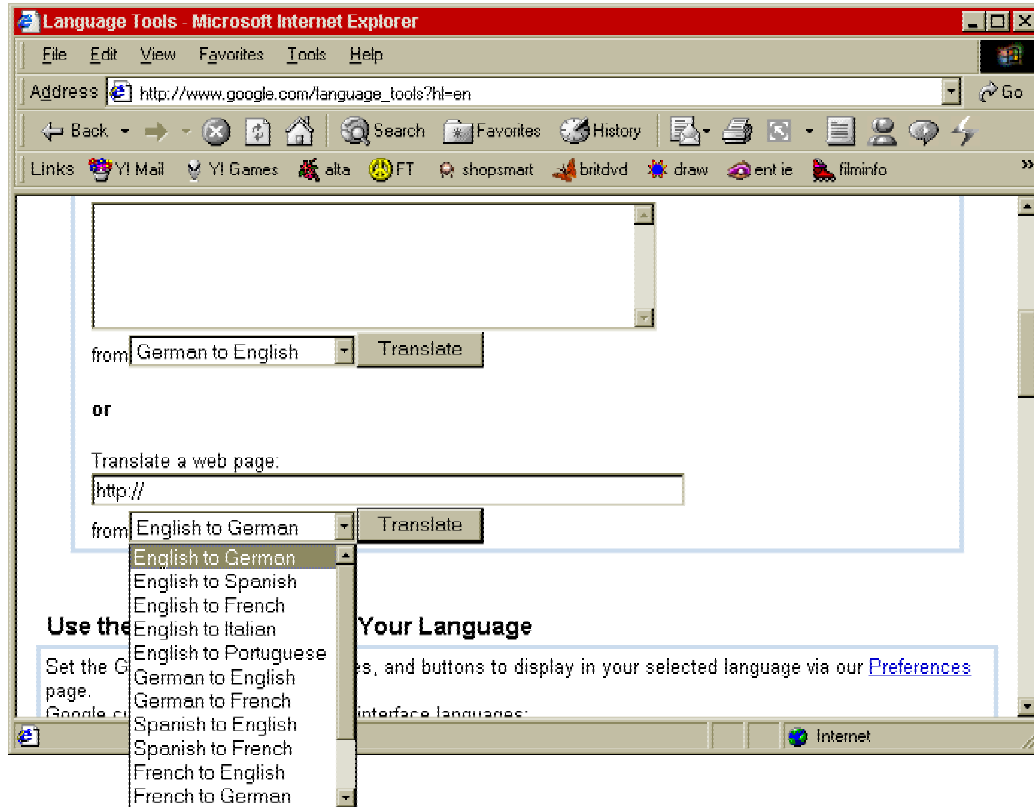 Language Tools - Microsoft Internet Explorer
File Edit View Favorites Tools Help
Address http://www.google.com/language_tools?hl=en Go
Back Search Favorites History
Links Y! Mail Y! Games alta FT shopsmart britdvd draw ent ie filminfo »
from German to English Translate
or
Translate a web page:
http://
from English to German Translate
English to German
English to Spanish
English to French
Use the English to Italian Your Language
English to Portuguese
Set the G es, and buttons to display in your selected language via our Preferences
German to English
page.
German to French
Google cu interface languages:
Spanish to English
Internet
Spanish to French
French to English
French to German